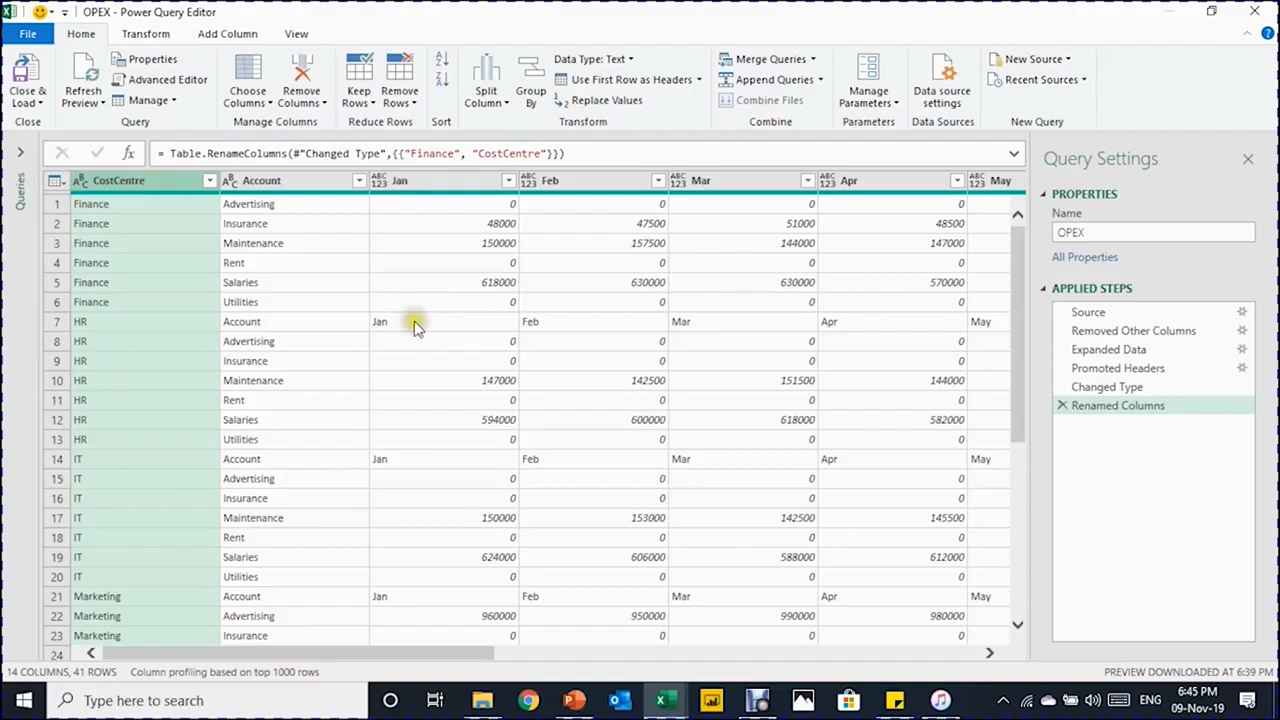 OPEX - Power Query Editor
File Home Transform Add Column View
Close & Load
Refresh Preview
Properties
Advanced Editor
Manage
Choose Columns
Remove Columns
Keep Rows
Remove Rows
Split Column
Group By
Data Type: Text
Use First Row as Headers
Replace Values
Merge Queries
Append Queries
Combine Files
Manage Parameters
Data source settings
New Source
Recent Sources
Close Query Manage Columns Reduce Rows Sort Transform Combine Parameters Data Sources New Query
= Table.RenameColumns(#"Changed Type",{{"Finance", "CostCentre"}})
Queries
CostCentre Account Jan Feb Mar Apr May
1 Finance Advertising 0 0 0 0
2 Finance Insurance 48000 47500 51000 48500
3 Finance Maintenance 150000 157500 144000 147000
4 Finance Rent 0 0 0 0
5 Finance Salaries 618000 630000 630000 570000
6 Finance Utilities 0 0 0 0
7 HR Account Jan Feb Mar Apr May
8 HR Advertising 0 0 0 0
9 HR Insurance 0 0 0 0
10 HR Maintenance 147000 142500 151500 144000
11 HR Rent 0 0 0 0
12 HR Salaries 594000 600000 618000 582000
13 HR Utilities 0 0 0 0
14 IT Account Jan Feb Mar Apr May
15 IT Advertising 0 0 0 0
16 IT Insurance 0 0 0 0
17 IT Maintenance 150000 153000 142500 145500
18 IT Rent 0 0 0 0
19 IT Salaries 624000 606000 588000 612000
20 IT Utilities 0 0 0 0
21 Marketing Account Jan Feb Mar Apr May
22 Marketing Advertising 960000 950000 990000 980000
23 Marketing Insurance 0 0 0 0
24
Query Settings
PROPERTIES
Name
OPEX
All Properties
APPLIED STEPS
Source
Removed Other Columns
Expanded Data
Promoted Headers
Changed Type
Renamed Columns
14 COLUMNS, 41 ROWS Column profiling based on top 1000 rows PREVIEW DOWNLOADED AT 6:39 PM
Type here to search
ENG
6:45 PM
09-Nov-19